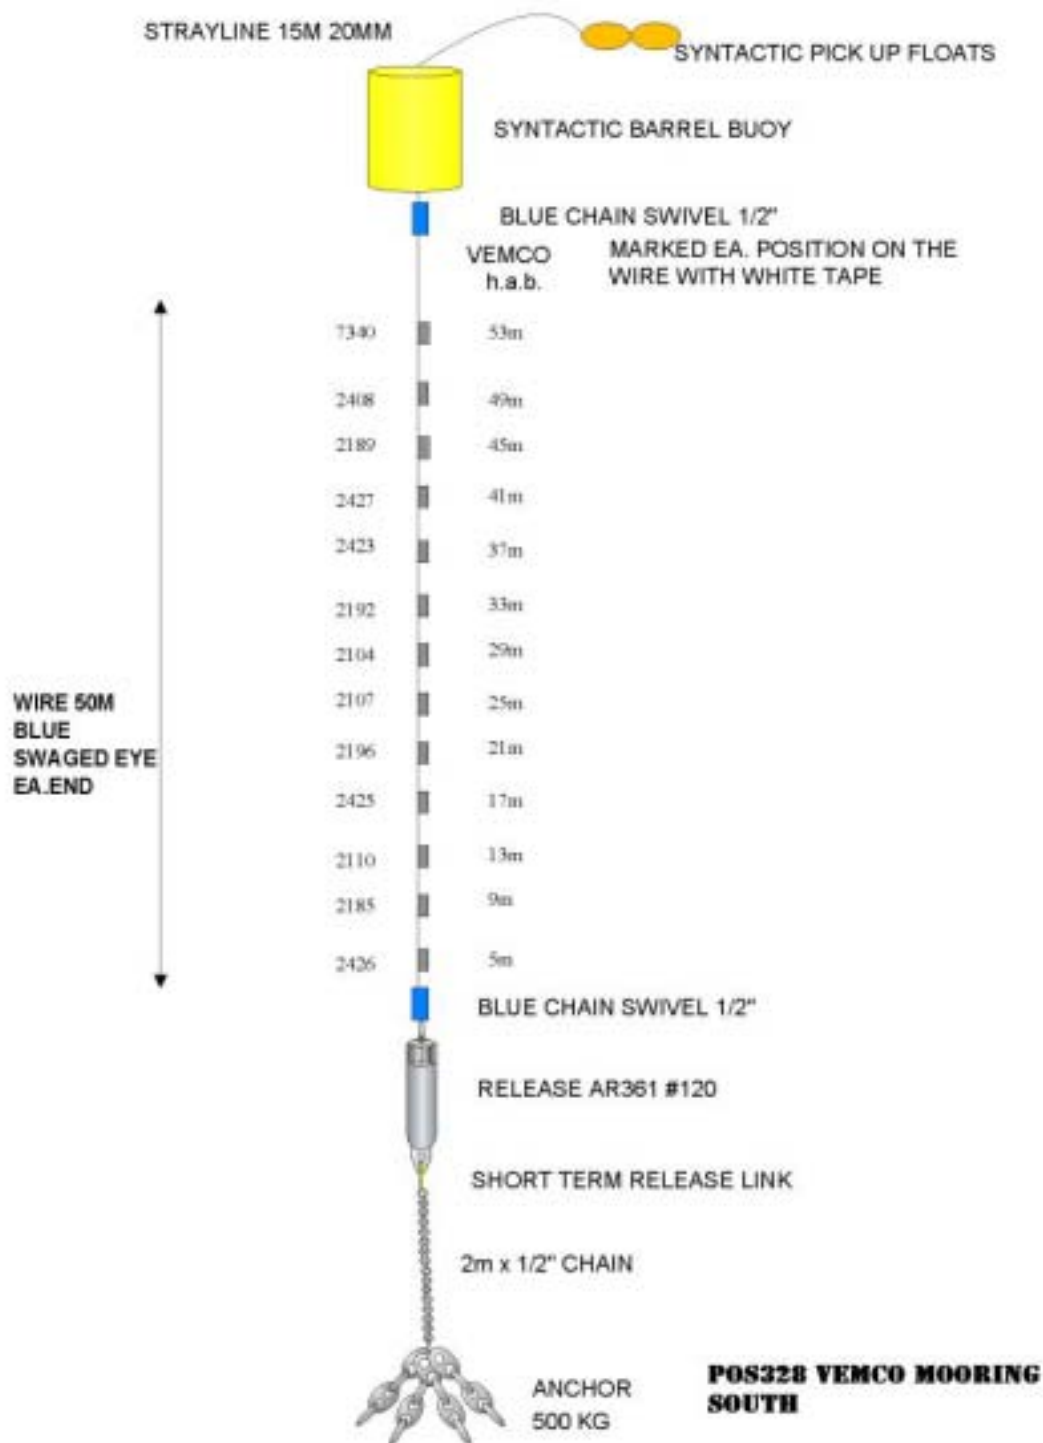 STRAYLINE 15M 20MM
SYNTACTIC PICK UP FLOATS
SYNTACTIC BARREL BUOY
BLUE CHAIN SWIVEL 1/2"
VEMCO
h.a.b.
MARKED EA. POSITION ON THE
WIRE WITH WHITE TAPE
7340 53m
2408 49m
2189 45m
2427 41m
2423 37m
2192 33m
2104 29m
2107 25m
2196 21m
2425 17m
2110 13m
2185 9m
2426 5m
WIRE 50M
BLUE
SWAGED EYE
EA.END
BLUE CHAIN SWIVEL 1/2"
RELEASE AR361 #120
SHORT TERM RELEASE LINK
2m x 1/2" CHAIN
ANCHOR
500 KG
POS328 VEMCO MOORING
SOUTH